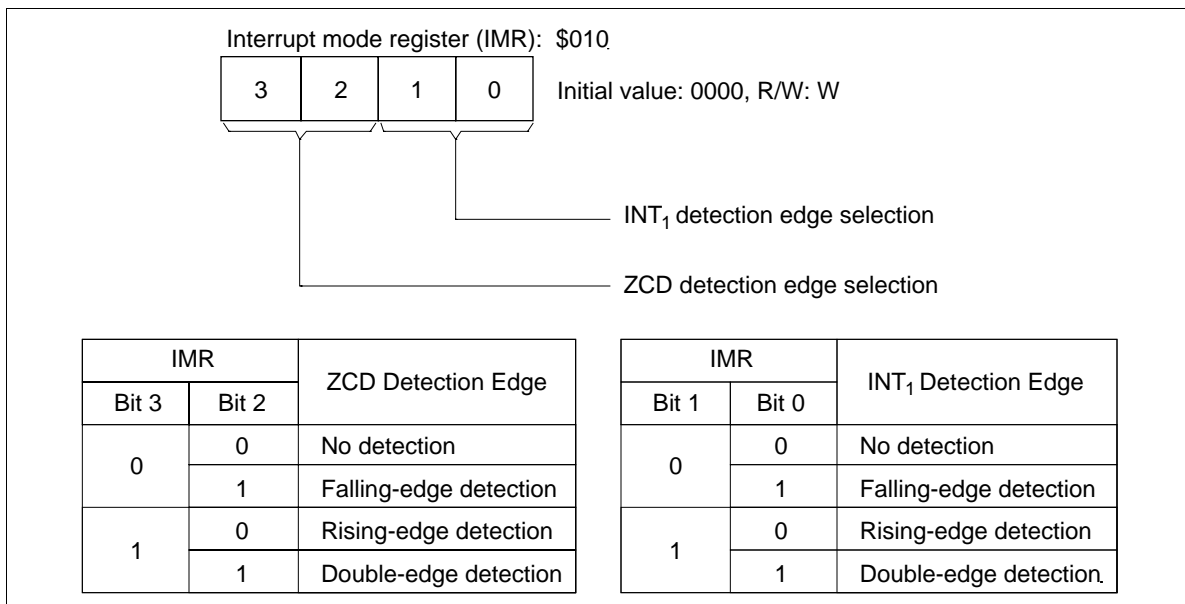 Interrupt mode register (IMR): $010
3 2 1 0 Initial value: 0000, R/W: W
INT1 detection edge selection
ZCD detection edge selection
IMR ZCD Detection Edge
Bit 3 Bit 2
0 0 No detection
1 Falling-edge detection
1 0 Rising-edge detection
1 Double-edge detection
IMR INT1 Detection Edge
Bit 1 Bit 0
0 0 No detection
1 Falling-edge detection
1 0 Rising-edge detection
1 Double-edge detection